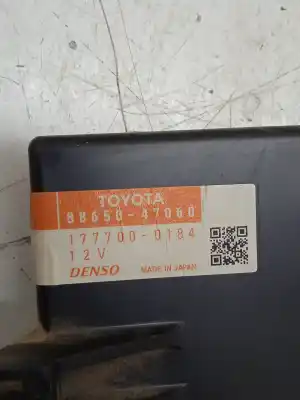 TOYOTA
88650-47060
177700-0184
12V
DENSO MADE IN JAPAN